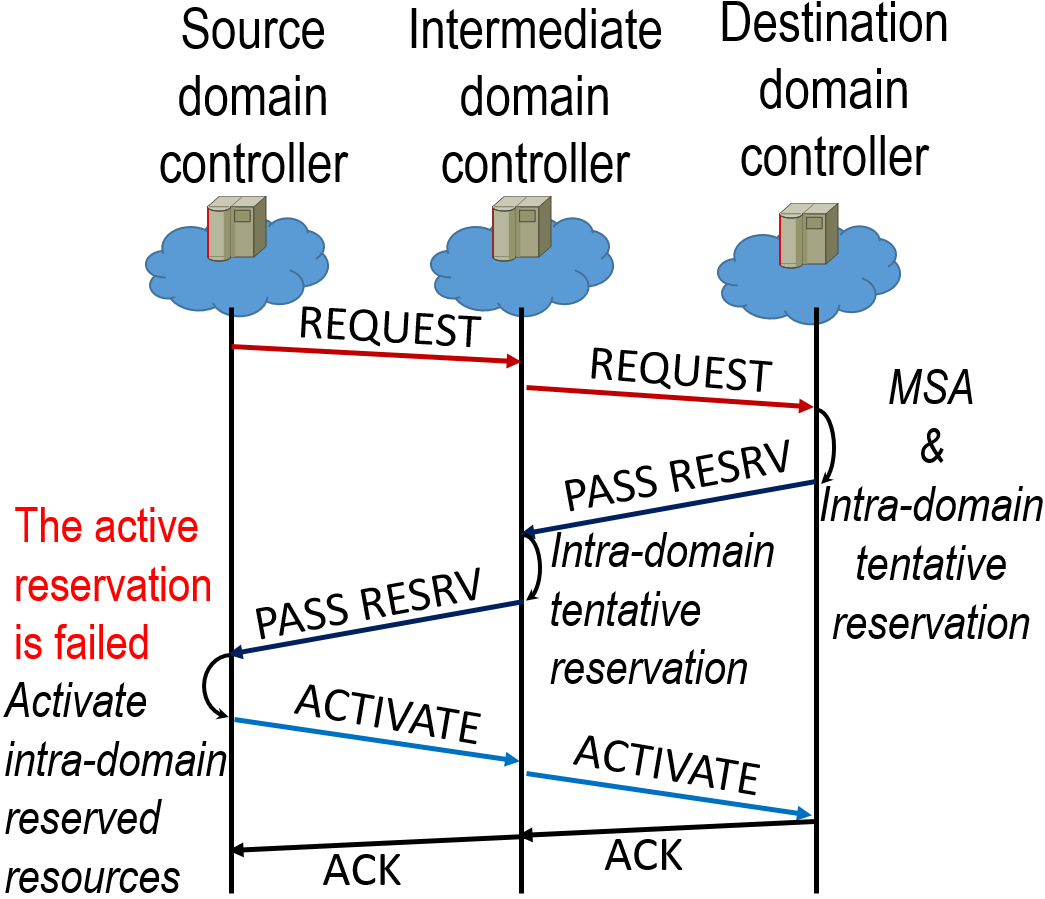 Source
domain
controller
Intermediate
domain
controller
Destination
domain
controller
REQUEST
REQUEST
MSA
&
Intra-domain
tentative
reservation
PASS RESRV
Intra-domain
tentative
reservation
PASS RESRV
The active
reservation
is failed
Activate
intra-domain
reserved
resources
ACTIVATE
ACTIVATE
ACK
ACK